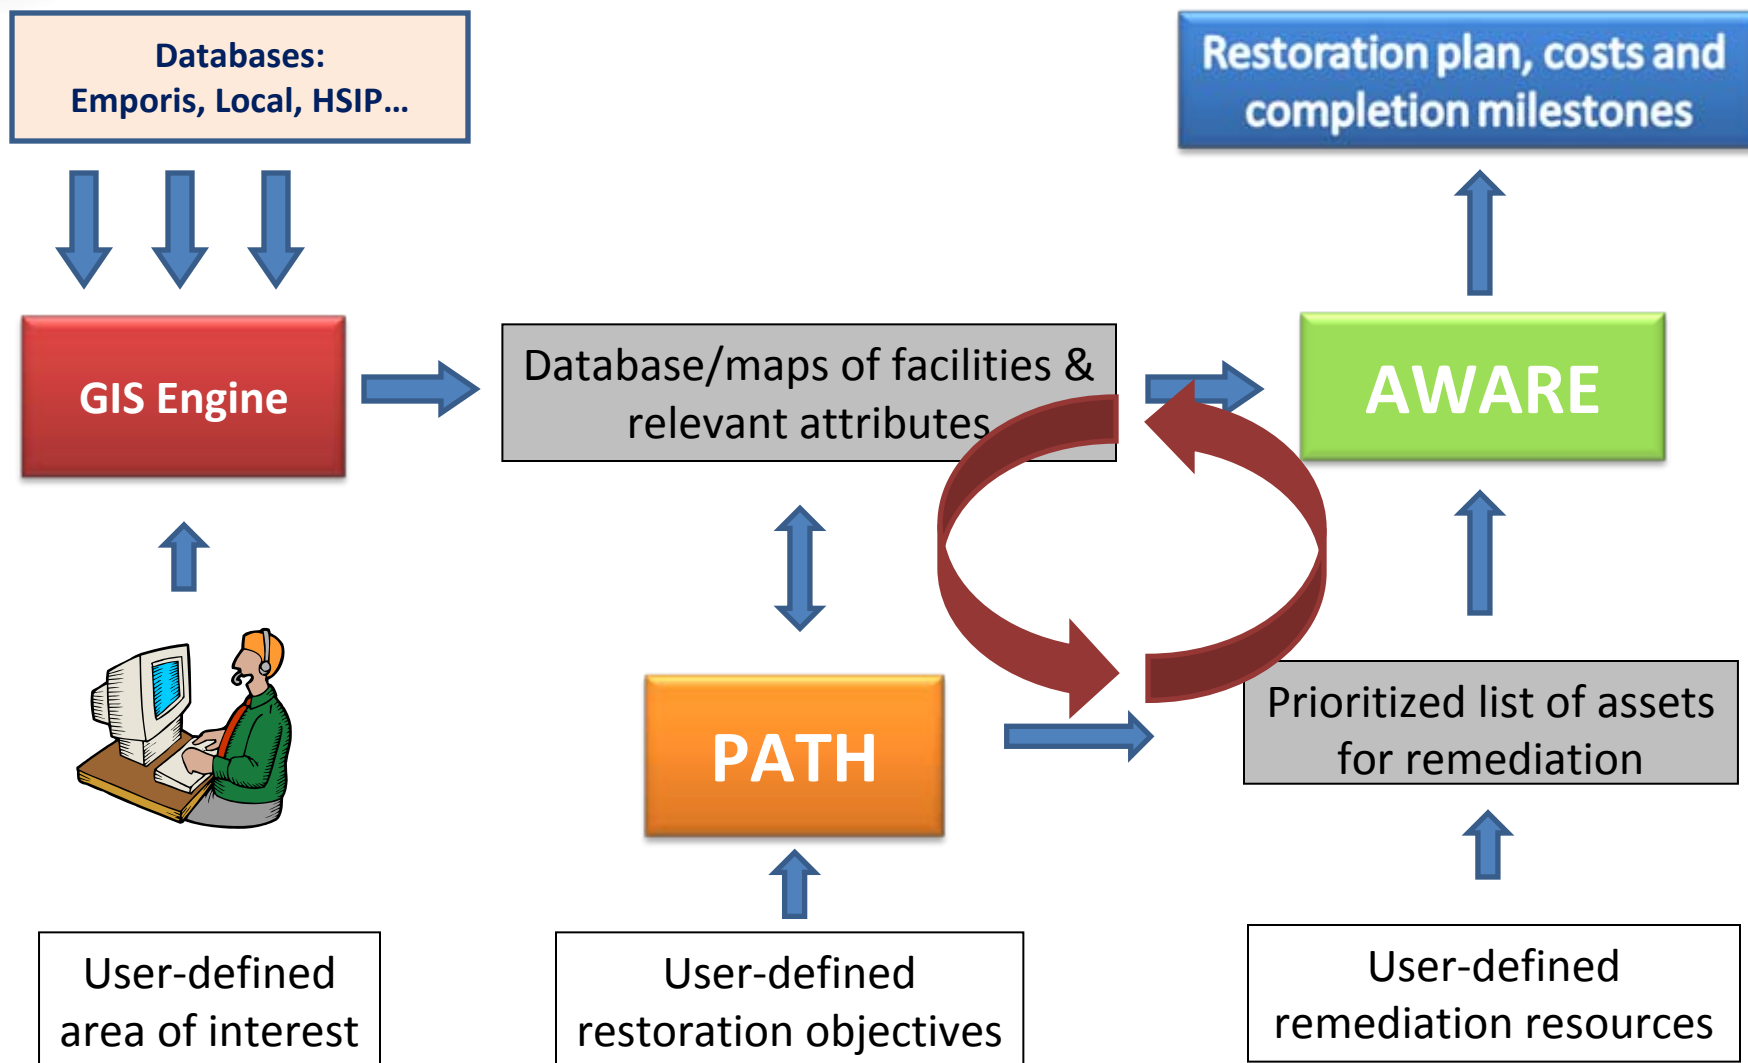 Databases:
Emporis, Local, HSIP...
Restoration plan, costs and
completion milestones
GIS Engine
Database/maps of facilities &
relevant attributes
AWARE
PATH
Prioritized list of assets
for remediation
User-defined
area of interest
User-defined
restoration objectives
User-defined
remediation resources